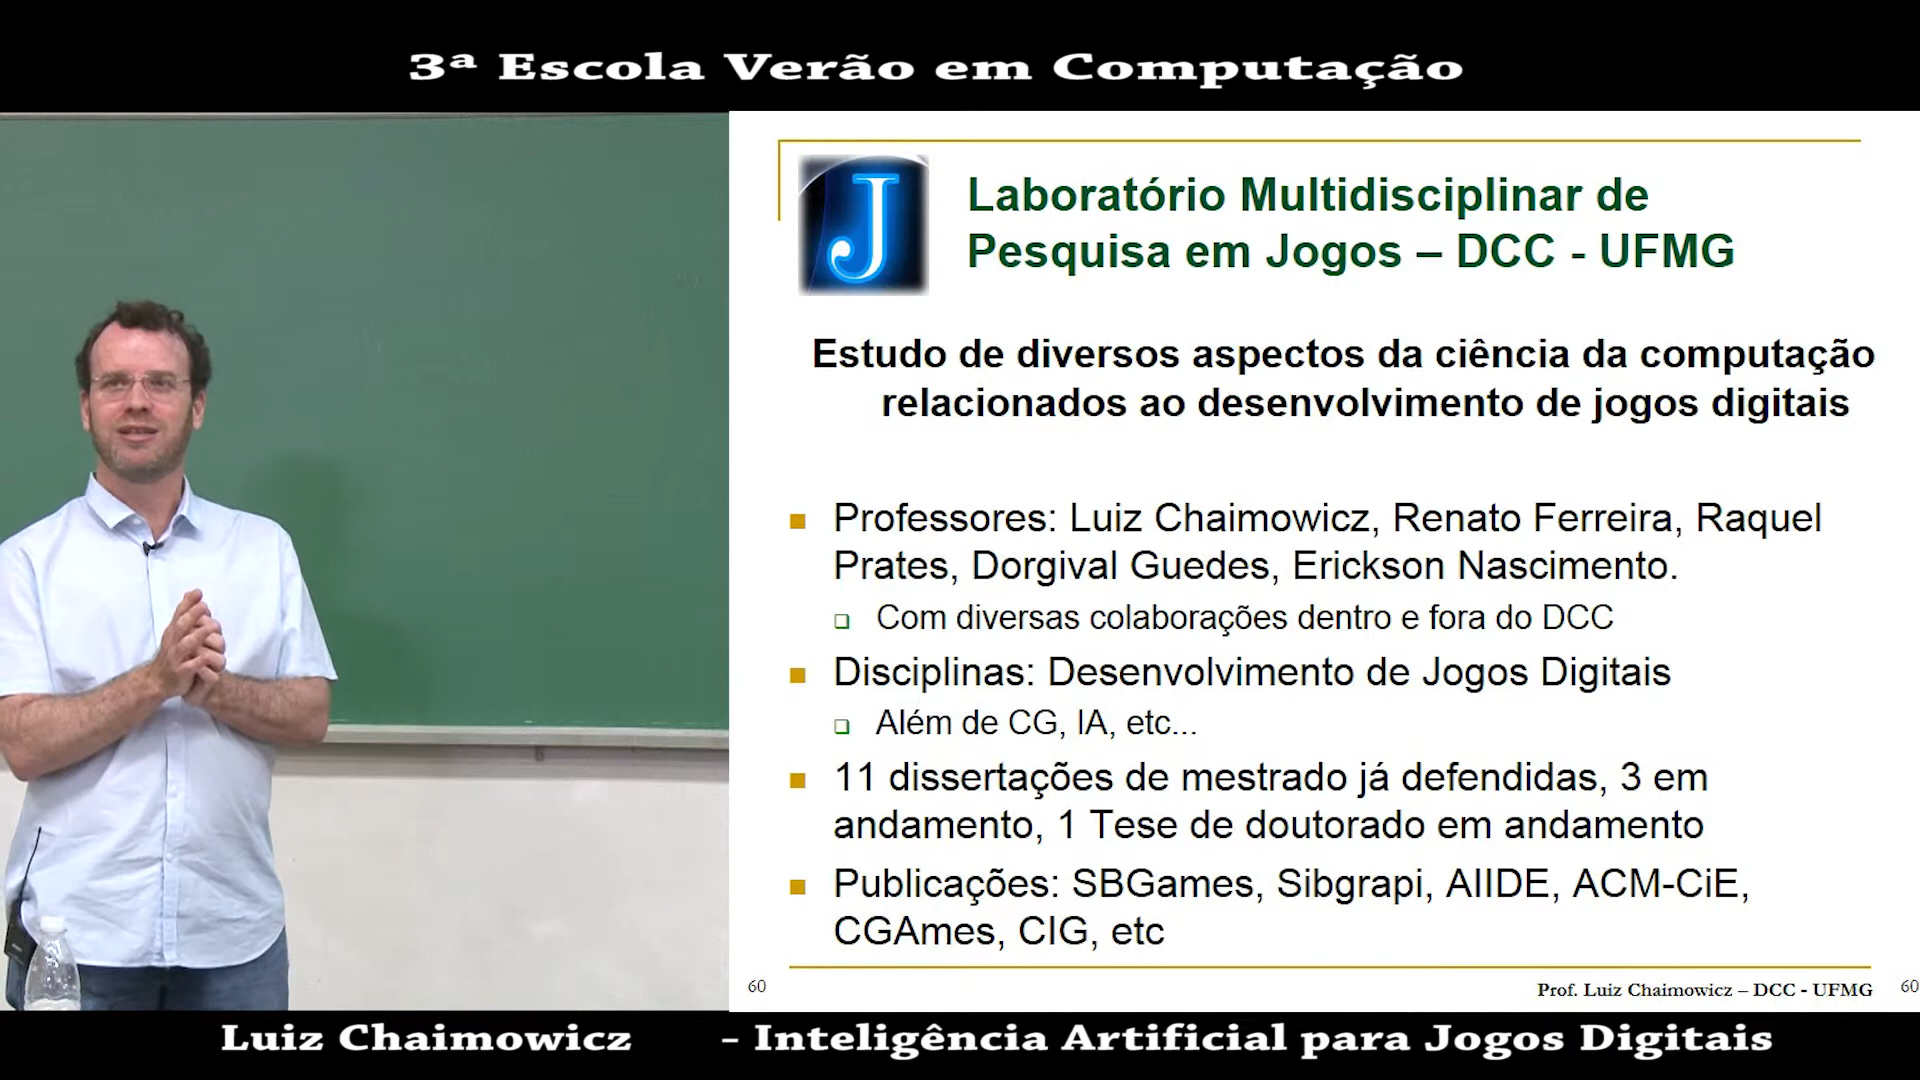 3ª Escola Verão em Computação
J
Laboratório Multidisciplinar de
Pesquisa em Jogos – DCC - UFMG
Estudo de diversos aspectos da ciência da computação
relacionados ao desenvolvimento de jogos digitais
Professores: Luiz Chaimowicz, Renato Ferreira, Raquel
Prates, Dorgival Guedes, Erickson Nascimento.
Com diversas colaborações dentro e fora do DCC
Disciplinas: Desenvolvimento de Jogos Digitais
Além de CG, IA, etc...
11 dissertações de mestrado já defendidas, 3 em
andamento, 1 Tese de doutorado em andamento
Publicações: SBGames, Sibgrapi, AIIDE, ACM-CiE,
CGAmes, CIG, etc
60
Prof. Luiz Chaimowicz – DCC - UFMG
60
Luiz Chaimowicz - Inteligência Artificial para Jogos Digitais